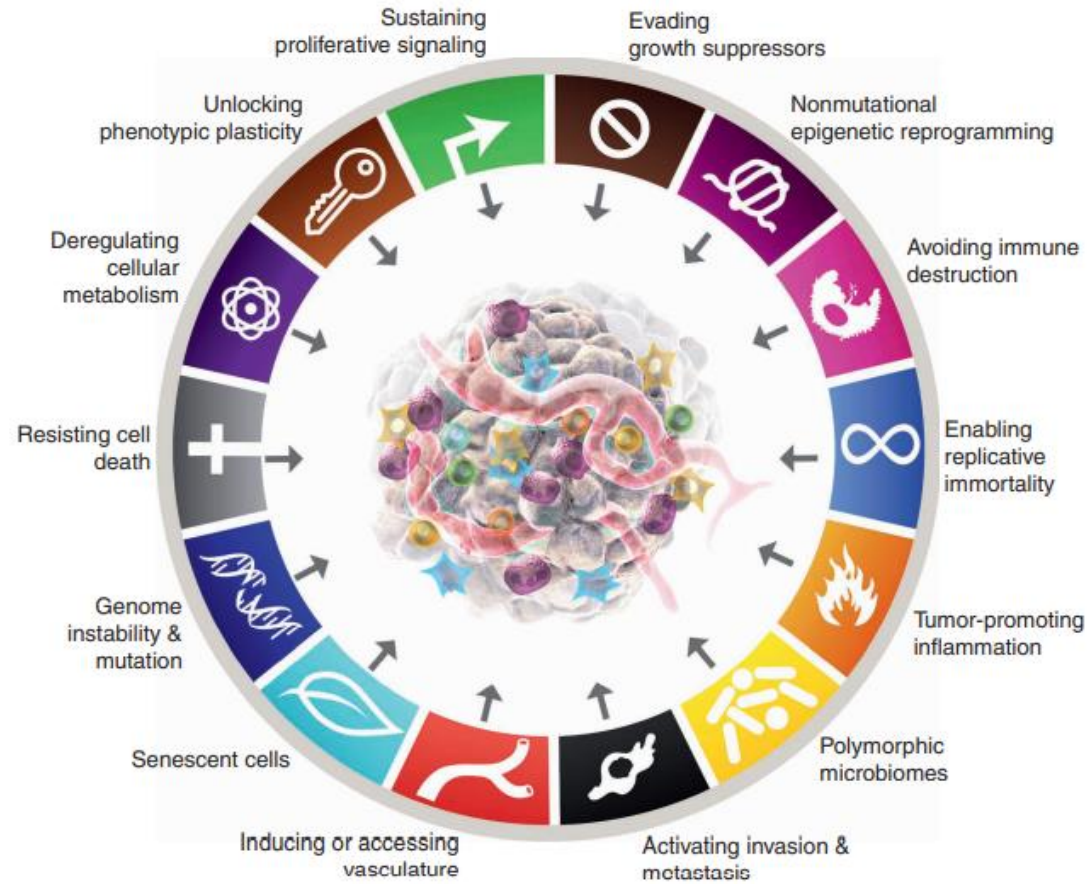 Sustaining
proliferative signaling
Evading
growth suppressors
Nonmutational
epigenetic reprogramming
Avoiding immune
destruction
Enabling
replicative
immortality
Tumor-promoting
inflammation
Polymorphic
microbiomes
Activating invasion &
metastasis
Inducing or accessing
vasculature
Senescent cells
Genome
instability &
mutation
Resisting cell
death
Deregulating
cellular
metabolism
Unlocking
phenotypic plasticity